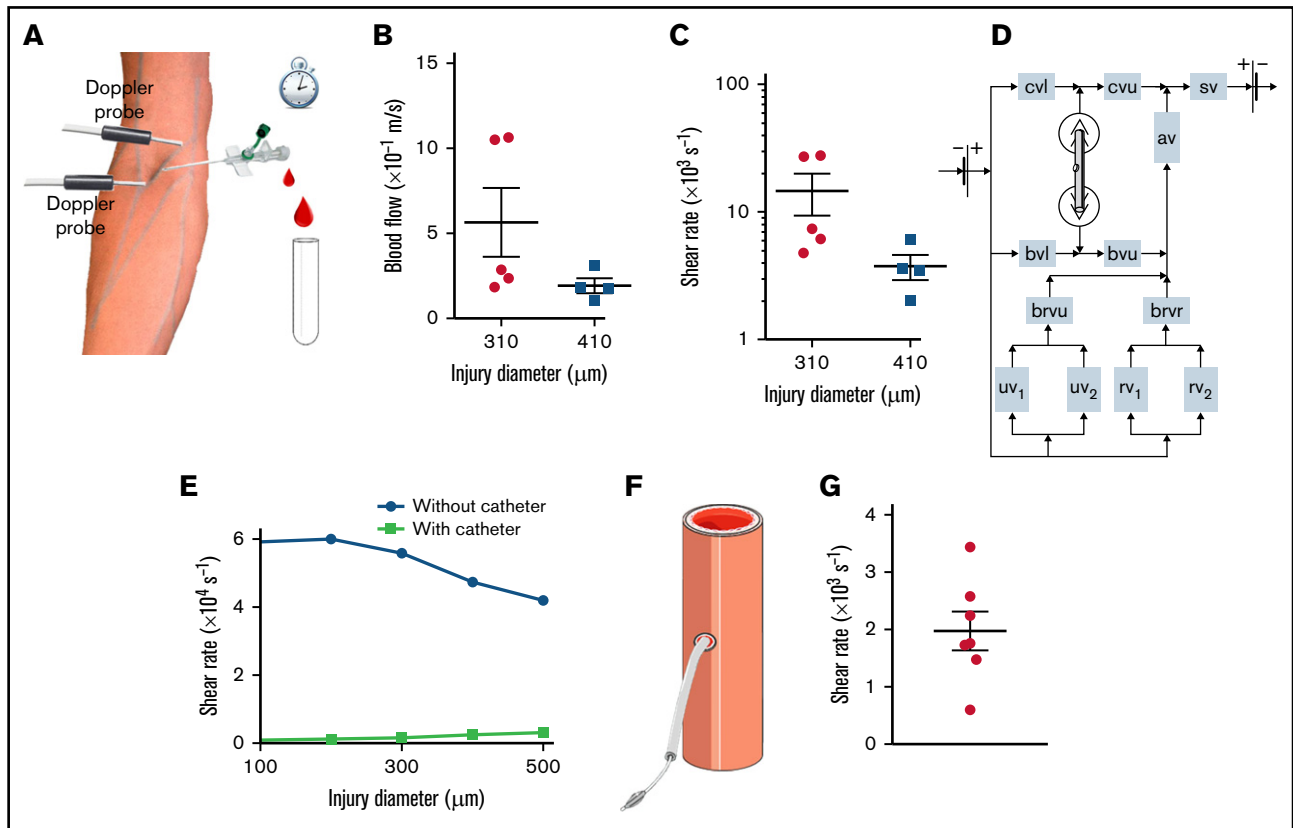 A
Doppler
probe
Doppler
probe
B
Blood flow (×10⁻¹ m/s)
15
10
5
0
310
410
Injury diameter (μm)
C
Shear rate (×10³ s⁻¹)
100
10
1
310
410
Injury diameter (μm)
D
+ −
cvl
cvu
sv
av
− +
bvl
bvu
brvu
brvr
uv₁
uv₂
rv₁
rv₂
E
Without catheter
With catheter
Shear rate (×10⁴ s⁻¹)
6
4
2
0
100
300
500
Injury diameter (μm)
F
G
Shear rate (×10³ s⁻¹)
4
3
2
1
0